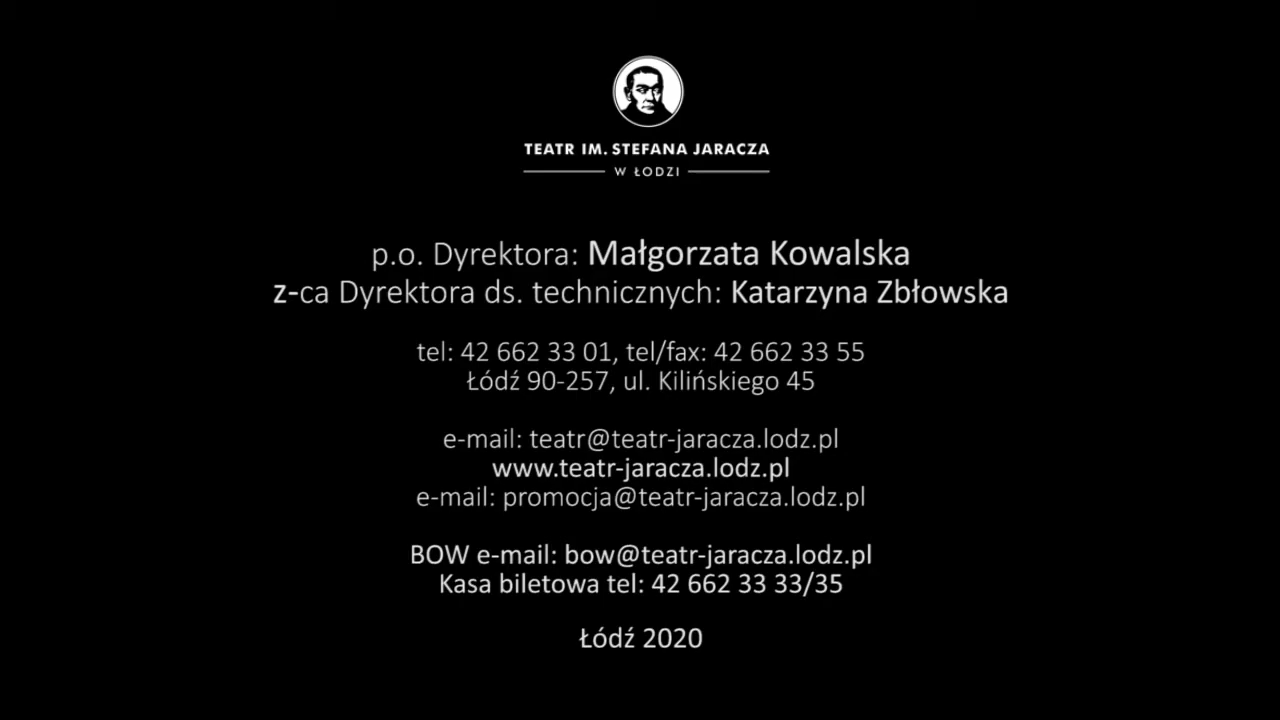 TEATR IM. STEFANA JARACZA
W ŁODZI
p.o. Dyrektora: Małgorzata Kowalska
z-ca Dyrektora ds. technicznych: Katarzyna Zbłowska
tel: 42 662 33 01, tel/fax: 42 662 33 55
Łódź 90-257, ul. Kilińskiego 45
e-mail: teatr@teatr-jaracza.lodz.pl
www.teatr-jaracza.lodz.pl
e-mail: promocja@teatr-jaracza.lodz.pl
BOW e-mail: bow@teatr-jaracza.lodz.pl
Kasa biletowa tel: 42 662 33 33/35
Łódź 2020